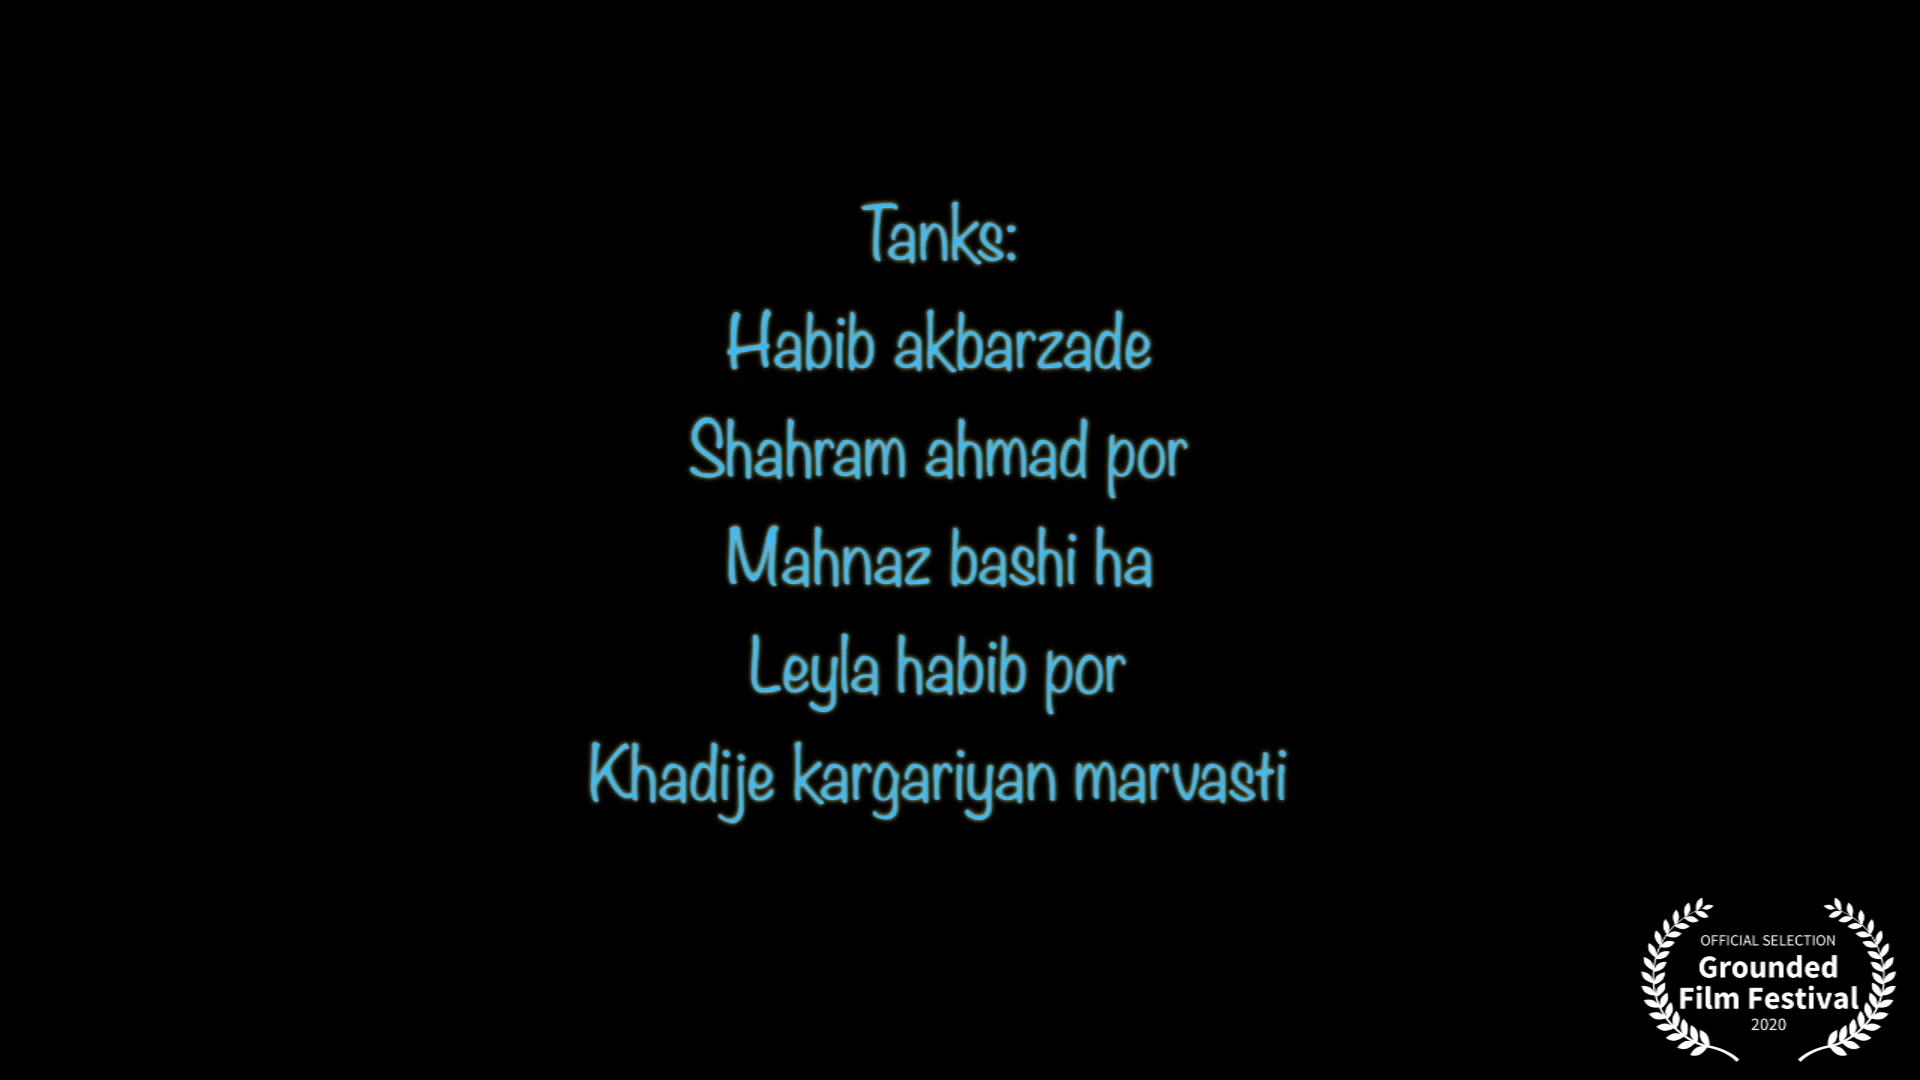 Tanks:
Habib akbarzade
Shahram ahmad por
Mahnaz bashi ha
Leyla habib por
Khadije kargariyan marvasti
OFFICIAL SELECTION
Grounded
Film Festival
2020